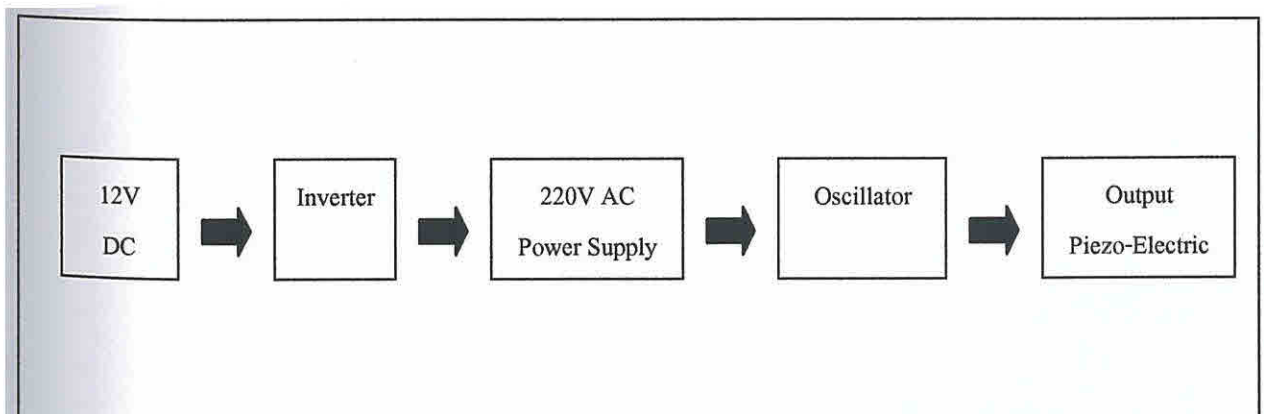 12V
DC
Inverter
220V AC
Power Supply
Oscillator
Output
Piezo-Electric